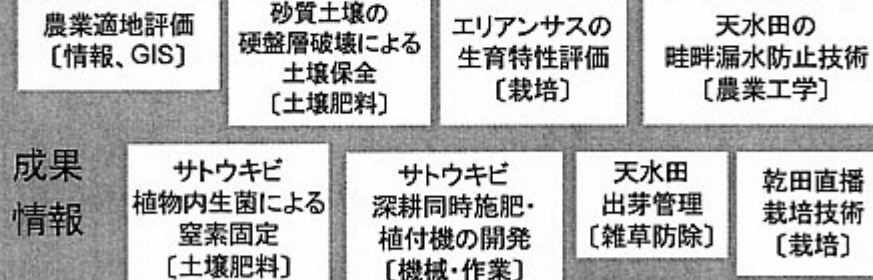 農業適地評価
〔情報、GIS〕
砂質土壌の
硬盤層破壊による
土壌保全
〔土壌肥料〕
エリアンサスの
生育特性評価
〔栽培〕
天水田の
畦畔漏水防止技術
〔農業工学〕
成果
情報
サトウキビ
植物内生菌による
窒素固定
〔土壌肥料〕
サトウキビ
深耕同時施肥・
植付機の開発
〔機械・作業〕
天水田
出芽管理
〔雑草防除〕
乾田直播
栽培技術
〔栽培〕